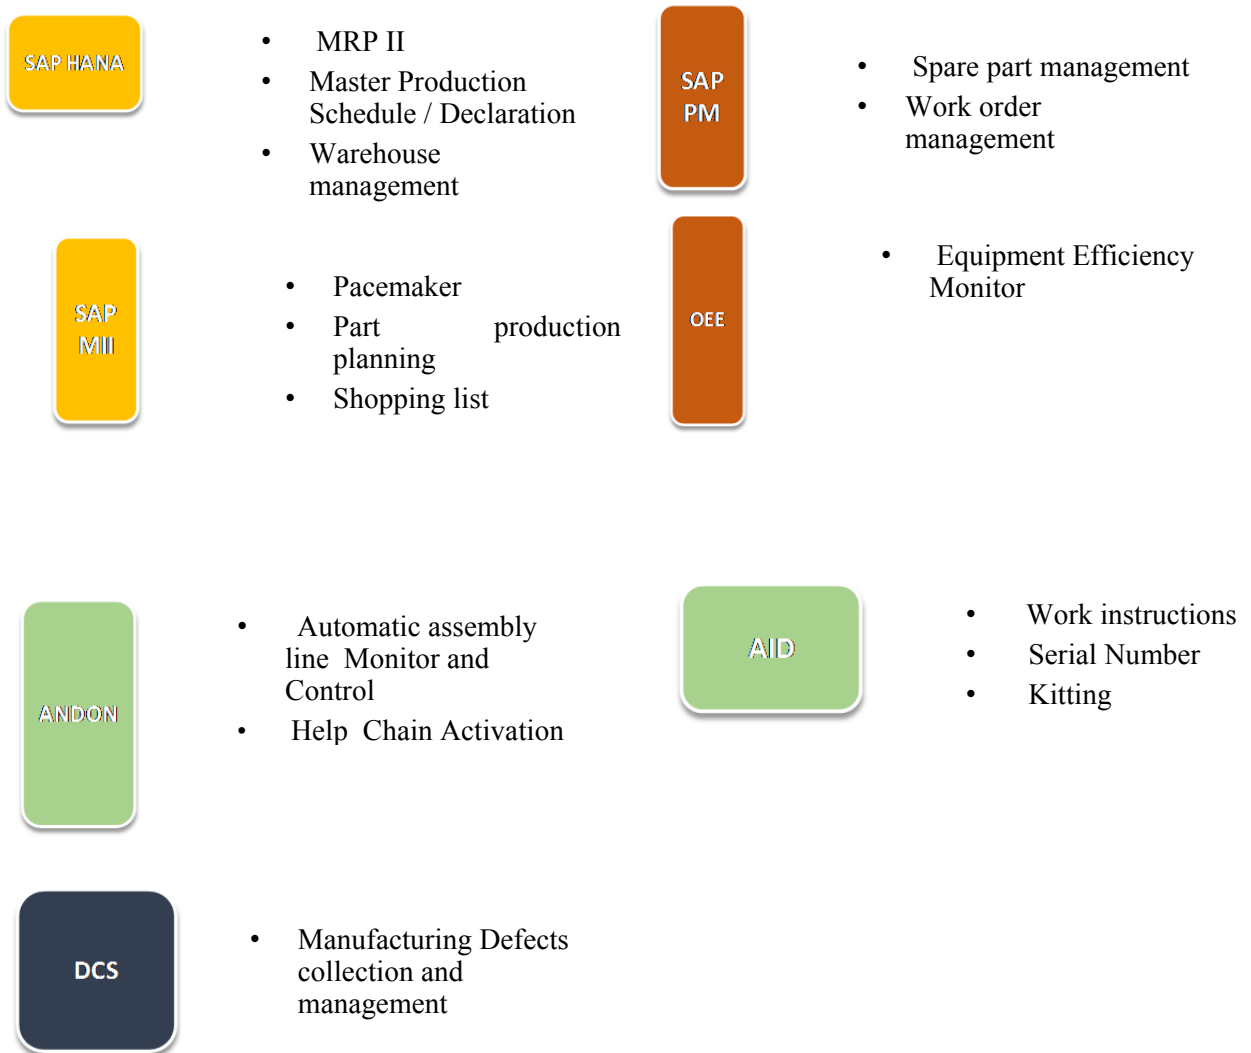 SAP HANA
• MRP II
• Master Production
Schedule / Declaration
• Warehouse
management
SAP
PM
• Spare part management
• Work order
management
SAP
MII
• Pacemaker
• Part production
planning
• Shopping list
OEE
• Equipment Efficiency
Monitor
ANDON
• Automatic assembly
line Monitor and
Control
• Help Chain Activation
AID
• Work instructions
• Serial Number
• Kitting
DCS
• Manufacturing Defects
collection and
management